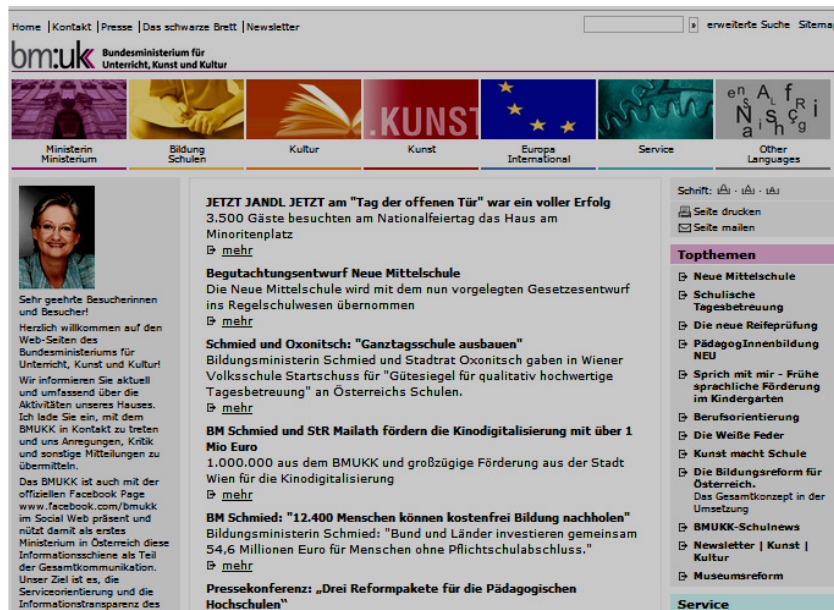 Home | Kontakt | Presse | Das schwarze Brett | Newsletter
erweiterte Suche Sitemap
bm:uk Bundesministerium für
Unterricht, Kunst und Kultur
.KUNST
en A f R i
N ş L ç
a i s h g
Ministerin
Ministerium
Bildung
Schulen
Kultur
Kunst
Europa
International
Service
Other
Languages
Sehr geehrte Besucherinnen
und Besucher!
Herzlich willkommen auf den
Web-Seiten des
Bundesministeriums für
Unterricht, Kunst und Kultur!
Wir informieren Sie aktuell
und umfassend über die
Aktivitäten unseres Hauses.
Ich lade Sie ein, mit dem
BMUKK in Kontakt zu treten
und uns Anregungen, Kritik
und sonstige Mitteilungen zu
übermitteln.
Das BMUKK ist auch mit der
offiziellen Facebook Page
www.facebook.com/bmukk
im Social Web präsent und
nützt damit als erstes
Ministerium in Österreich diese
Informationsschiene als Teil
der Gesamtkommunikation.
Unser Ziel ist es, die
Serviceorientierung und die
Informationstransparenz des
JETZT JANDL JETZT am "Tag der offenen Tür" war ein voller Erfolg
3.500 Gäste besuchten am Nationalfeiertag das Haus am
Minoritenplatz
mehr
Begutachtungsentwurf Neue Mittelschule
Die Neue Mittelschule wird mit dem nun vorgelegten Gesetzesentwurf
ins Regelschulwesen übernommen
mehr
Schmied und Oxonitsch: "Ganztagsschule ausbauen"
Bildungsministerin Schmied und Stadtrat Oxonitsch gaben in Wiener
Volksschule Startschuss für "Gütesiegel für qualitativ hochwertige
Tagesbetreuung" an Österreichs Schulen.
mehr
BM Schmied und StR Mailath fördern die Kinodigitalisierung mit über 1
Mio Euro
1.000.000 aus dem BMUKK und großzügige Förderung aus der Stadt
Wien für die Kinodigitalisierung
mehr
BM Schmied: "12.400 Menschen können kostenfrei Bildung nachholen"
Bildungsministerin Schmied: "Bund und Länder investieren gemeinsam
54,6 Millionen Euro für Menschen ohne Pflichtschulabschluss."
mehr
Pressekonferenz: „Drei Reformpakete für die Pädagogischen
Hochschulen“
Schrift: A · A · A
Seite drucken
Seite mailen
Topthemen
Neue Mittelschule
Schulische
Tagesbetreuung
Die neue Reifeprüfung
PädagogInnenbildung
NEU
Sprich mit mir - Frühe
sprachliche Förderung
im Kindergarten
Berufsorientierung
Die Weiße Feder
Kunst macht Schule
Die Bildungsreform für
Österreich.
Das Gesamtkonzept in der
Umsetzung
BMUKK-Schulnews
Newsletter | Kunst |
Kultur
Museumsreform
Service